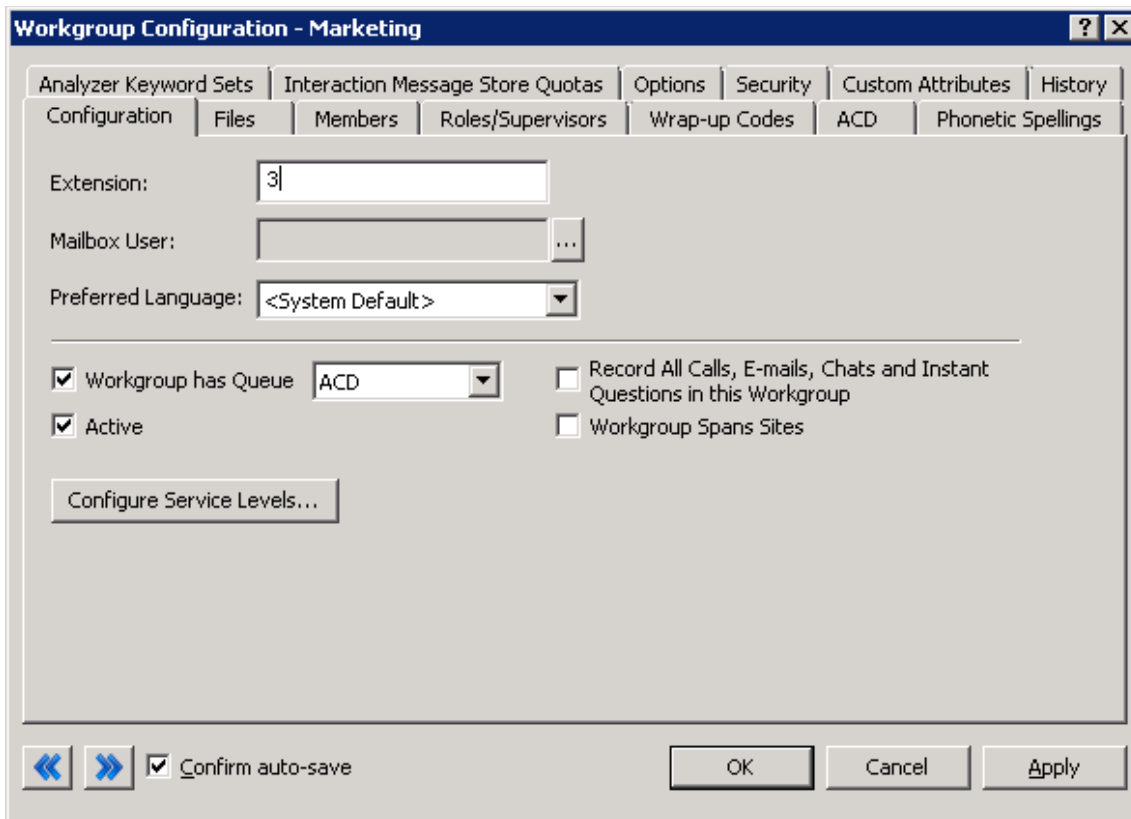 Workgroup Configuration - Marketing
Analyzer Keyword Sets Interaction Message Store Quotas Options Security Custom Attributes History
Configuration Files Members Roles/Supervisors Wrap-up Codes ACD Phonetic Spellings
Extension: 3
Mailbox User: ...
Preferred Language: <System Default>
Workgroup has Queue ACD
Record All Calls, E-mails, Chats and Instant
Questions in this Workgroup
Active
Workgroup Spans Sites
Configure Service Levels...
Confirm auto-save OK Cancel Apply